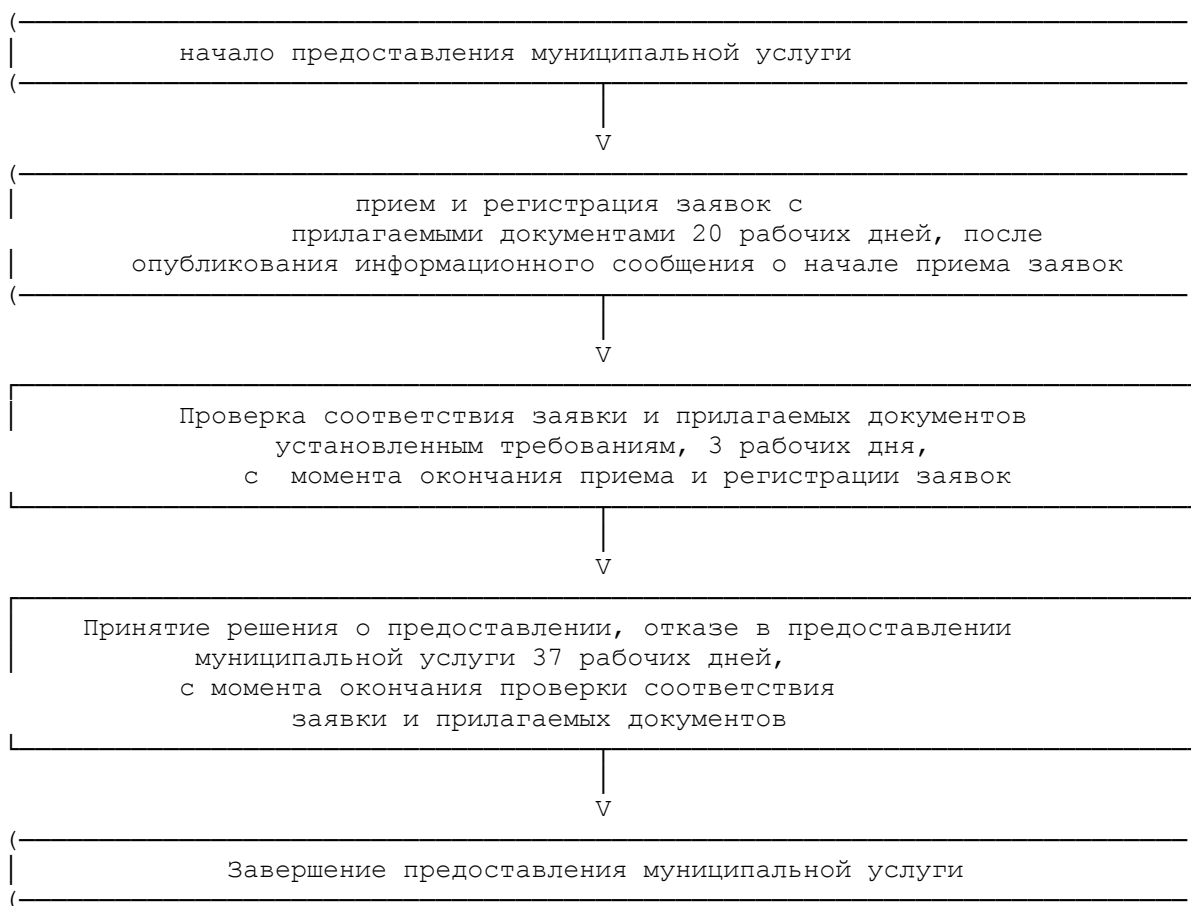 начало предоставления муниципальной услуги
V
прием и регистрация заявок с
прилагаемыми документами 20 рабочих дней, после
опубликования информационного сообщения о начале приема заявок
V
Проверка соответствия заявки и прилагаемых документов
установленным требованиям, 3 рабочих дня,
с момента окончания приема и регистрации заявок
V
Принятие решения о предоставлении, отказе в предоставлении
муниципальной услуги 37 рабочих дней,
с момента окончания проверки соответствия
заявки и прилагаемых документов
V
Завершение предоставления муниципальной услуги